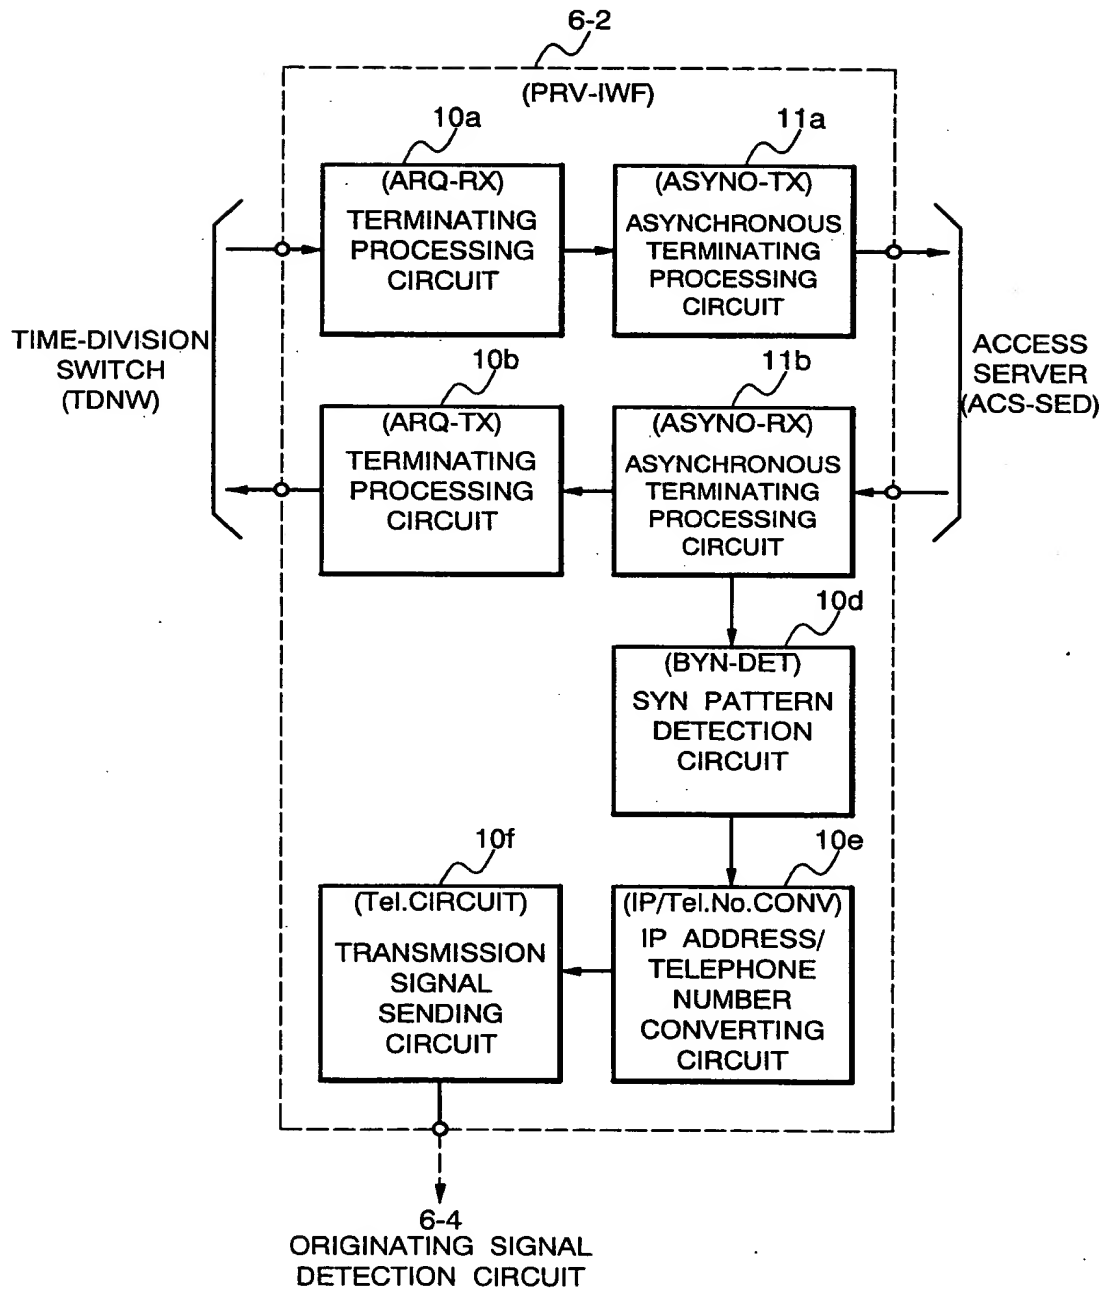 6-2
(PRV-IWF)
10a
11a
(ARQ-RX)
TERMINATING
PROCESSING
CIRCUIT
(ASYNO-TX)
ASYNCHRONOUS
TERMINATING
PROCESSING
CIRCUIT
TIME-DIVISION
SWITCH
(TDNW)
ACCESS
SERVER
(ACS-SED)
10b
11b
(ARQ-TX)
TERMINATING
PROCESSING
CIRCUIT
(ASYNO-RX)
ASYNCHRONOUS
TERMINATING
PROCESSING
CIRCUIT
10d
(BYN-DET)
SYN PATTERN
DETECTION
CIRCUIT
10f
10e
(Tel.CIRCUIT)
TRANSMISSION
SIGNAL
SENDING
CIRCUIT
(IP/Tel.No.CONV)
IP ADDRESS/
TELEPHONE
NUMBER
CONVERTING
CIRCUIT
6-4
ORIGINATING SIGNAL
DETECTION CIRCUIT